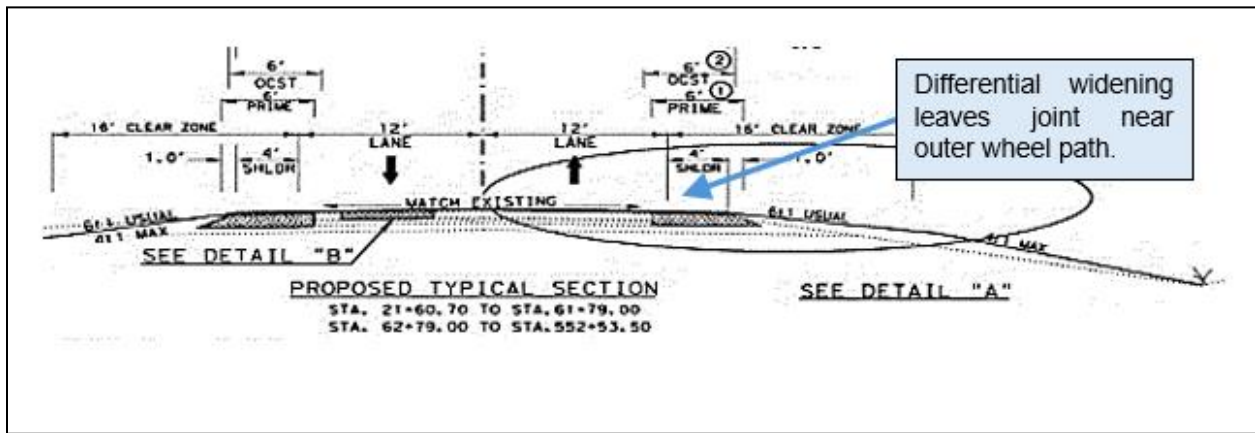 6'
OCST
6'
PRIME
16' CLEAR ZONE
12'
LANE
12'
LANE
16' CLEAR ZONE
1.0'
4'
SHLDR
6' ②
OCST
6' ①
PRIME
4'
SHLDR
1.0'
MATCH EXISTING
6:1 USUAL
4:1 MAX
6:1 USUAL
4:1 MAX
SEE DETAIL "B"
SEE DETAIL "A"
PROPOSED TYPICAL SECTION
STA. 21+60.70 TO STA.61+79.00
STA. 62+79.00 TO STA.552+53.50
Differential widening
leaves joint near
outer wheel path.